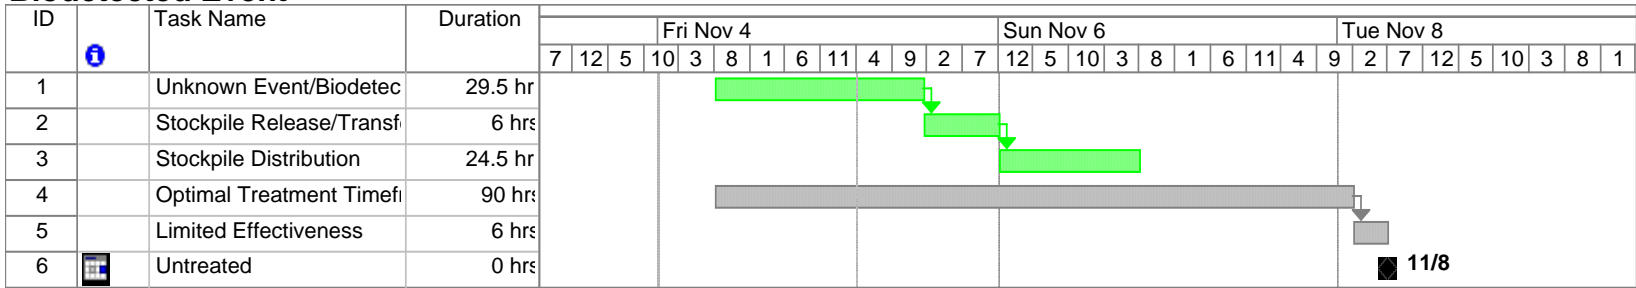 ID Task Name Duration
Fri Nov 4 Sun Nov 6 Tue Nov 8
7 12 5 10 3 8 1 6 11 4 9 2 7 12 5 10 3 8 1 6 11 4 9 2 7 12 5 10 3 8 1
1 Unknown Event/Biodetec 29.5 hr
2 Stockpile Release/Transf 6 hrs
3 Stockpile Distribution 24.5 hr
4 Optimal Treatment Timef 90 hrs
5 Limited Effectiveness 6 hrs
6 Untreated 0 hrs 11/8